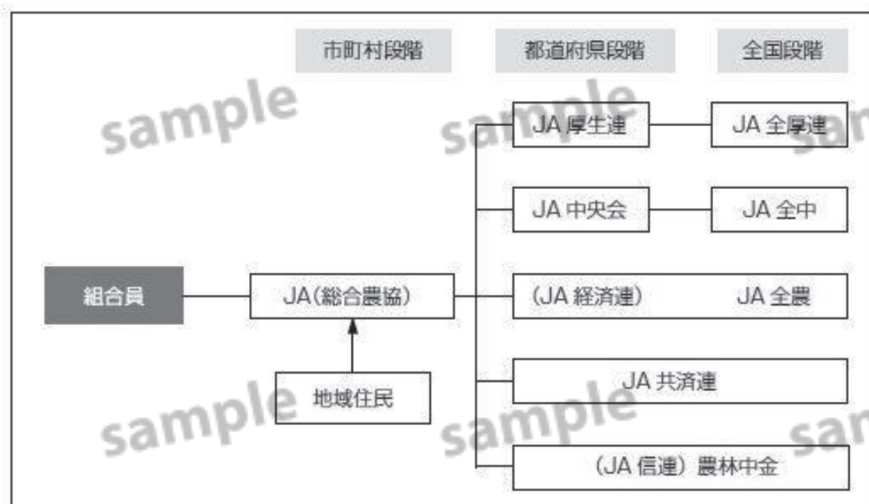 市町村段階
都道府県段階
全国段階
sample
sample
sam
JA 厚生連
JA 全厚連
JA 中央会
JA 全中
組合員
JA(総合農協)
(JA 経済連)
JA 全農
地域住民
JA 共済連
sample
sample
sam
(JA 信連) 農林中金